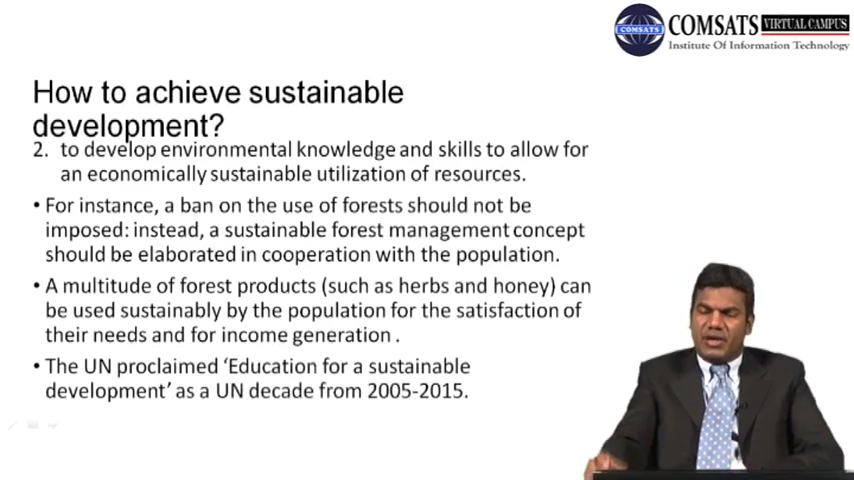 COMSATS VIRTUAL CAMPUS
COMSATS
Institute Of Information Technology
How to achieve sustainable
development?
2. to develop environmental knowledge and skills to allow for
an economically sustainable utilization of resources.
• For instance, a ban on the use of forests should not be
imposed: instead, a sustainable forest management concept
should be elaborated in cooperation with the population.
• A multitude of forest products (such as herbs and honey) can
be used sustainably by the population for the satisfaction of
their needs and for income generation .
• The UN proclaimed ‘Education for a sustainable
development’ as a UN decade from 2005-2015.